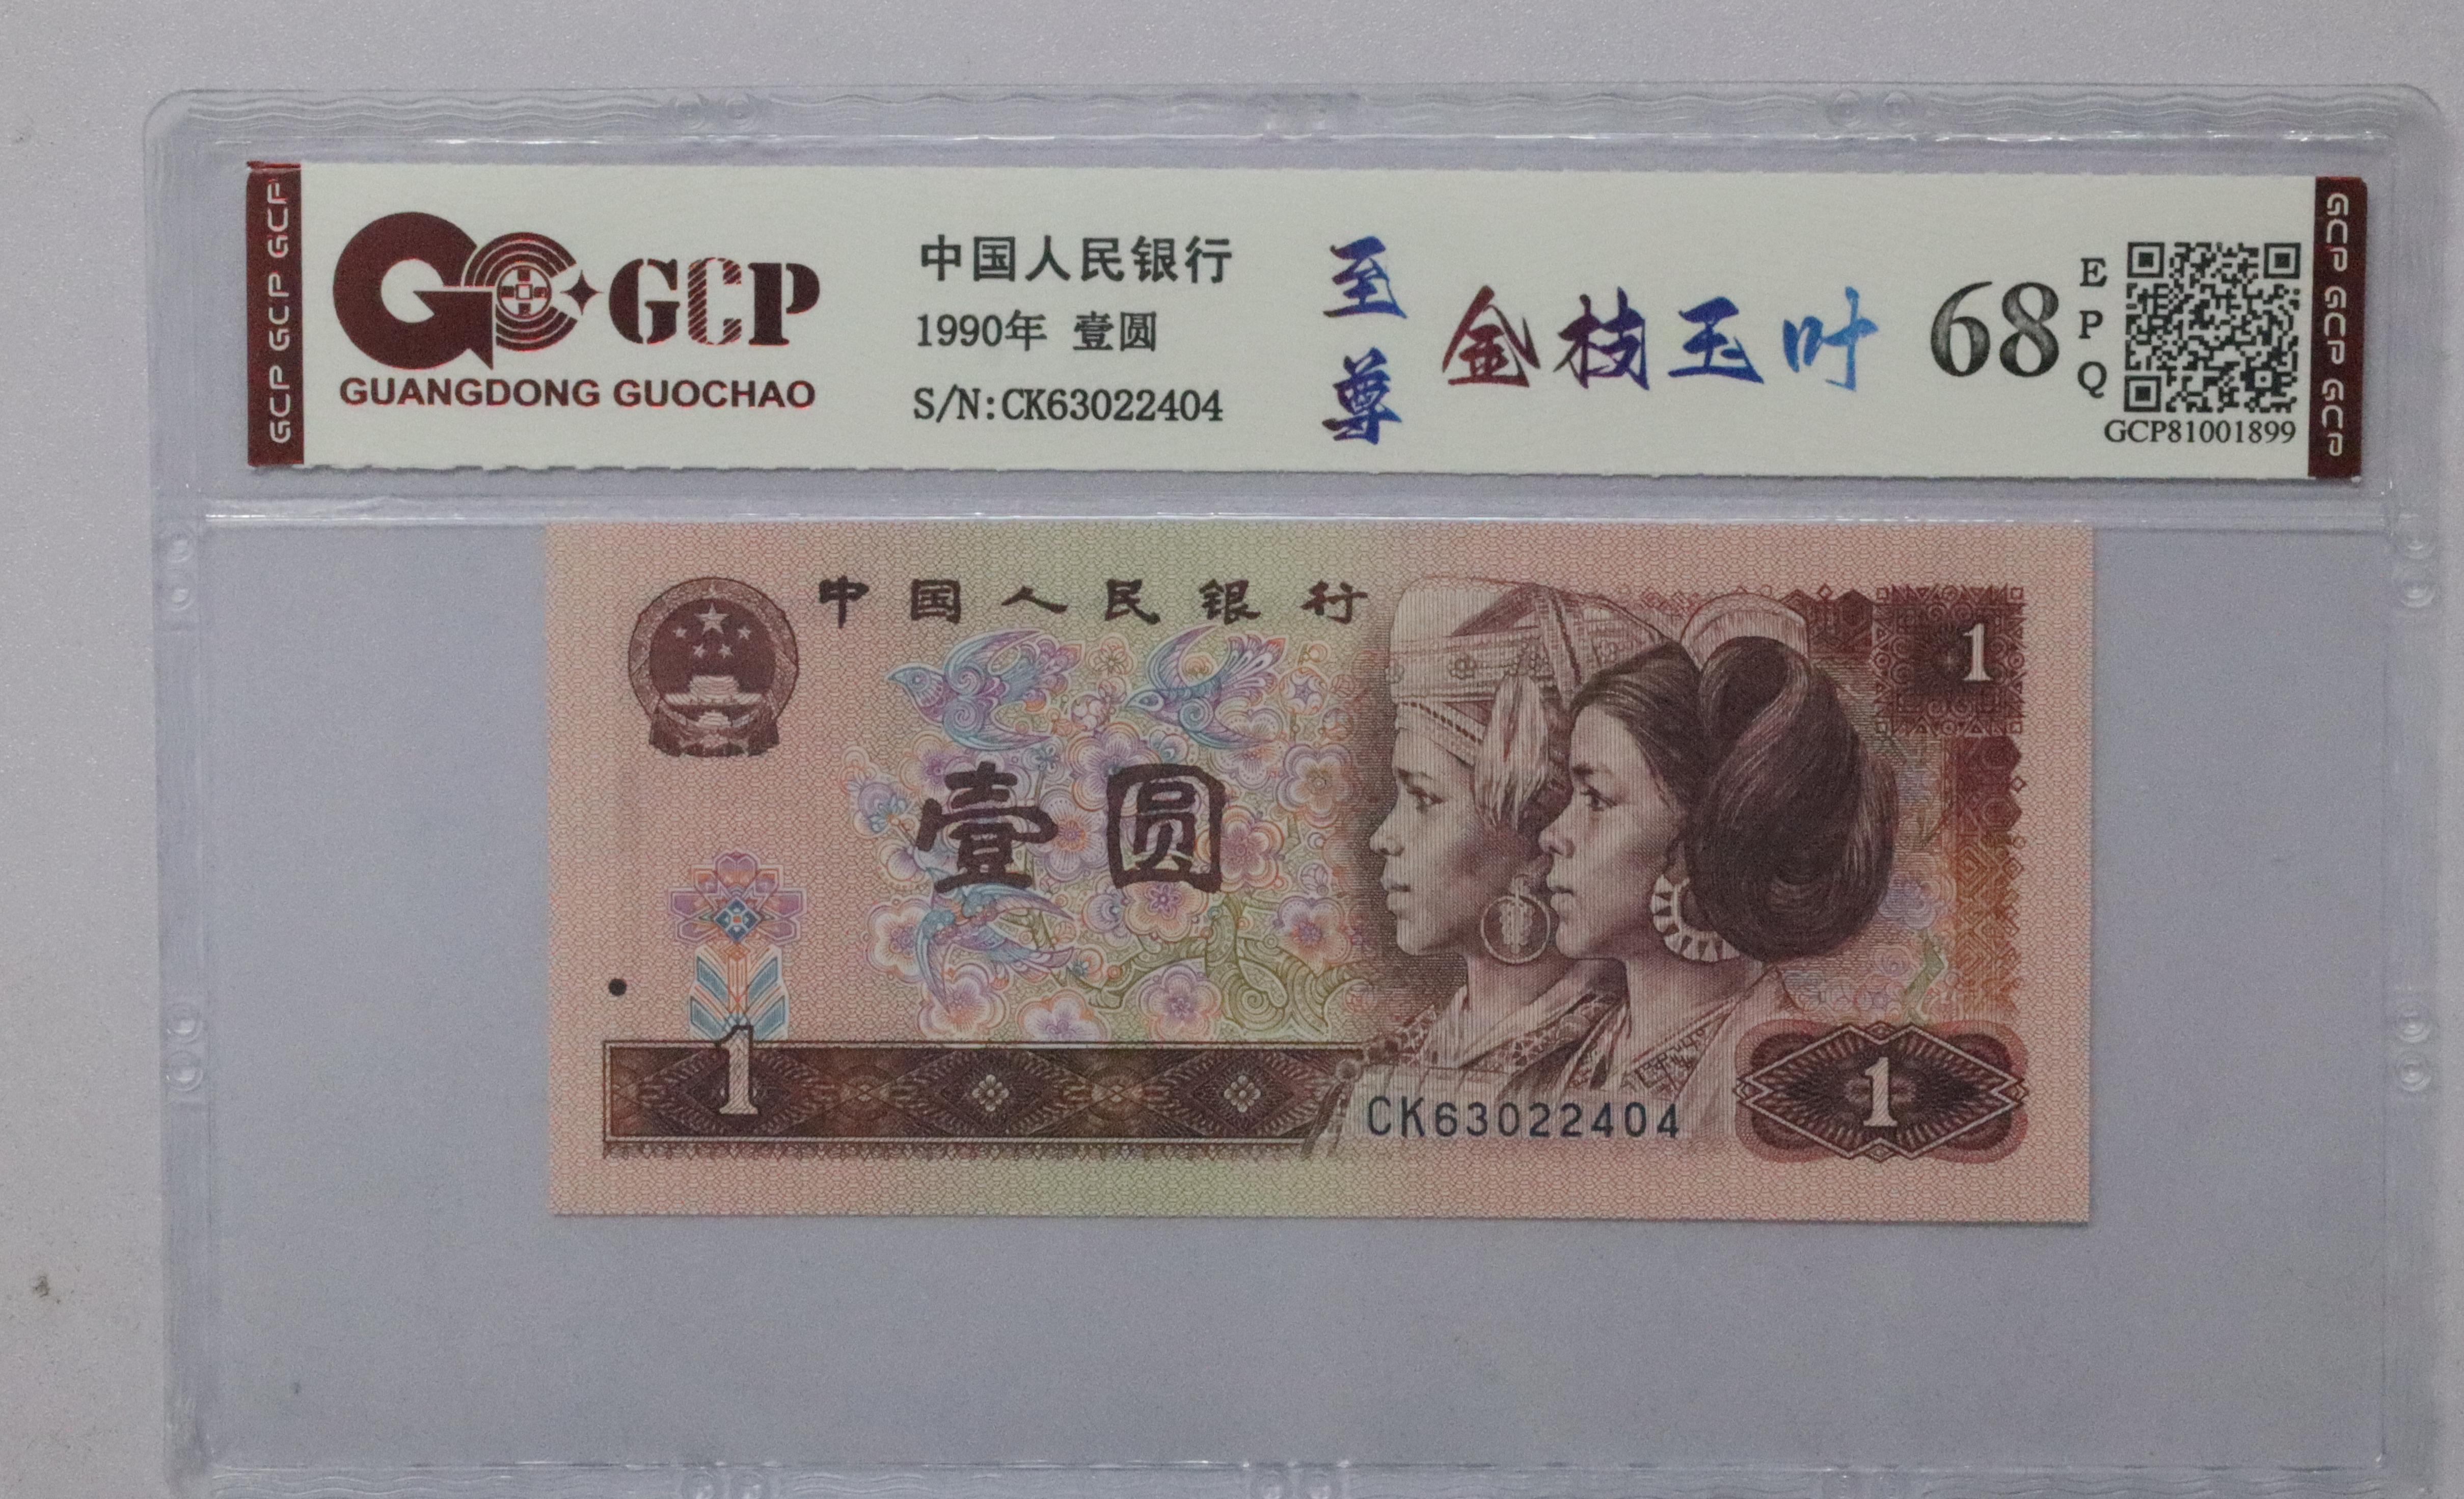 GCP GCP GCP
GCP
GUANGDONG GUOCHAO
中国人民银行
1990年 壹圆
S/N:CK63022404
至尊
金枝玉叶
68
EPQ
GCP81001899
GCP GCP GCP
中国人民银行
1
壹圆
1
CK63022404
1